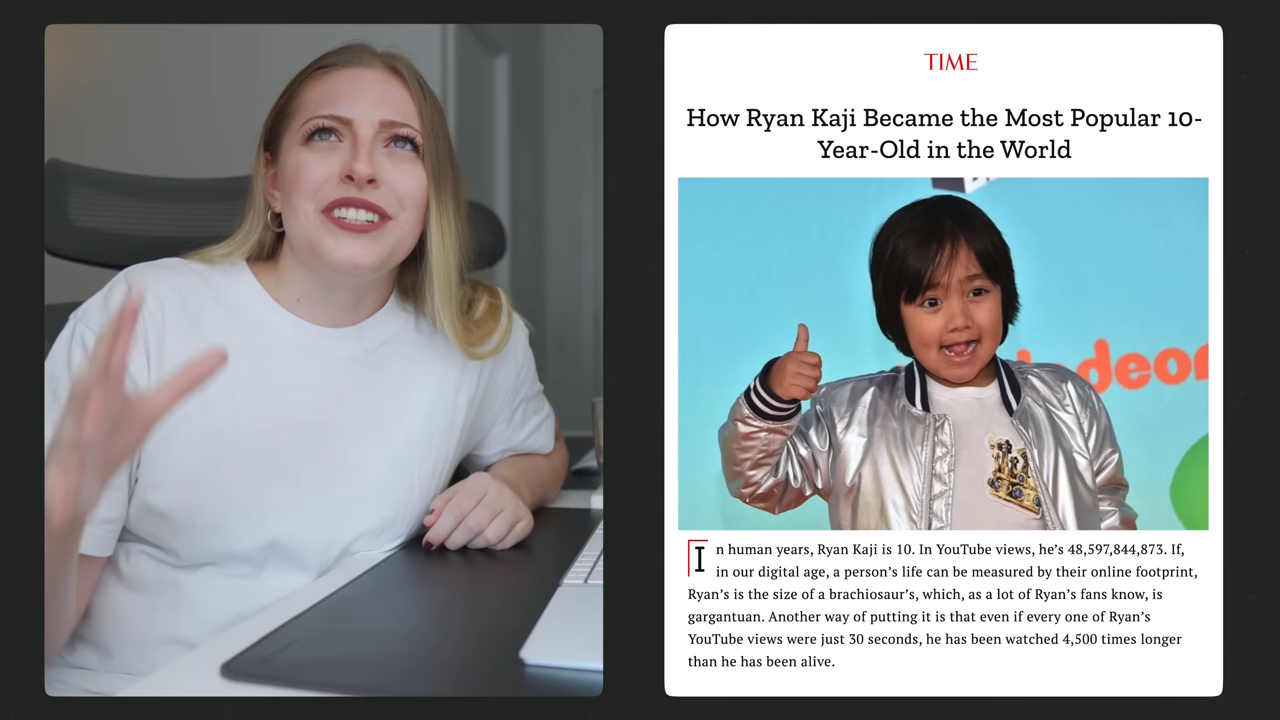 TIME
How Ryan Kaji Became the Most Popular 10-
Year-Old in the World
In human years, Ryan Kaji is 10. In YouTube views, he's 48,597,844,873. If,
in our digital age, a person's life can be measured by their online footprint,
Ryan's is the size of a brachiosaur's, which, as a lot of Ryan's fans know, is
gargantuan. Another way of putting it is that even if every one of Ryan's
YouTube views were just 30 seconds, he has been watched 4,500 times longer
than he has been alive.